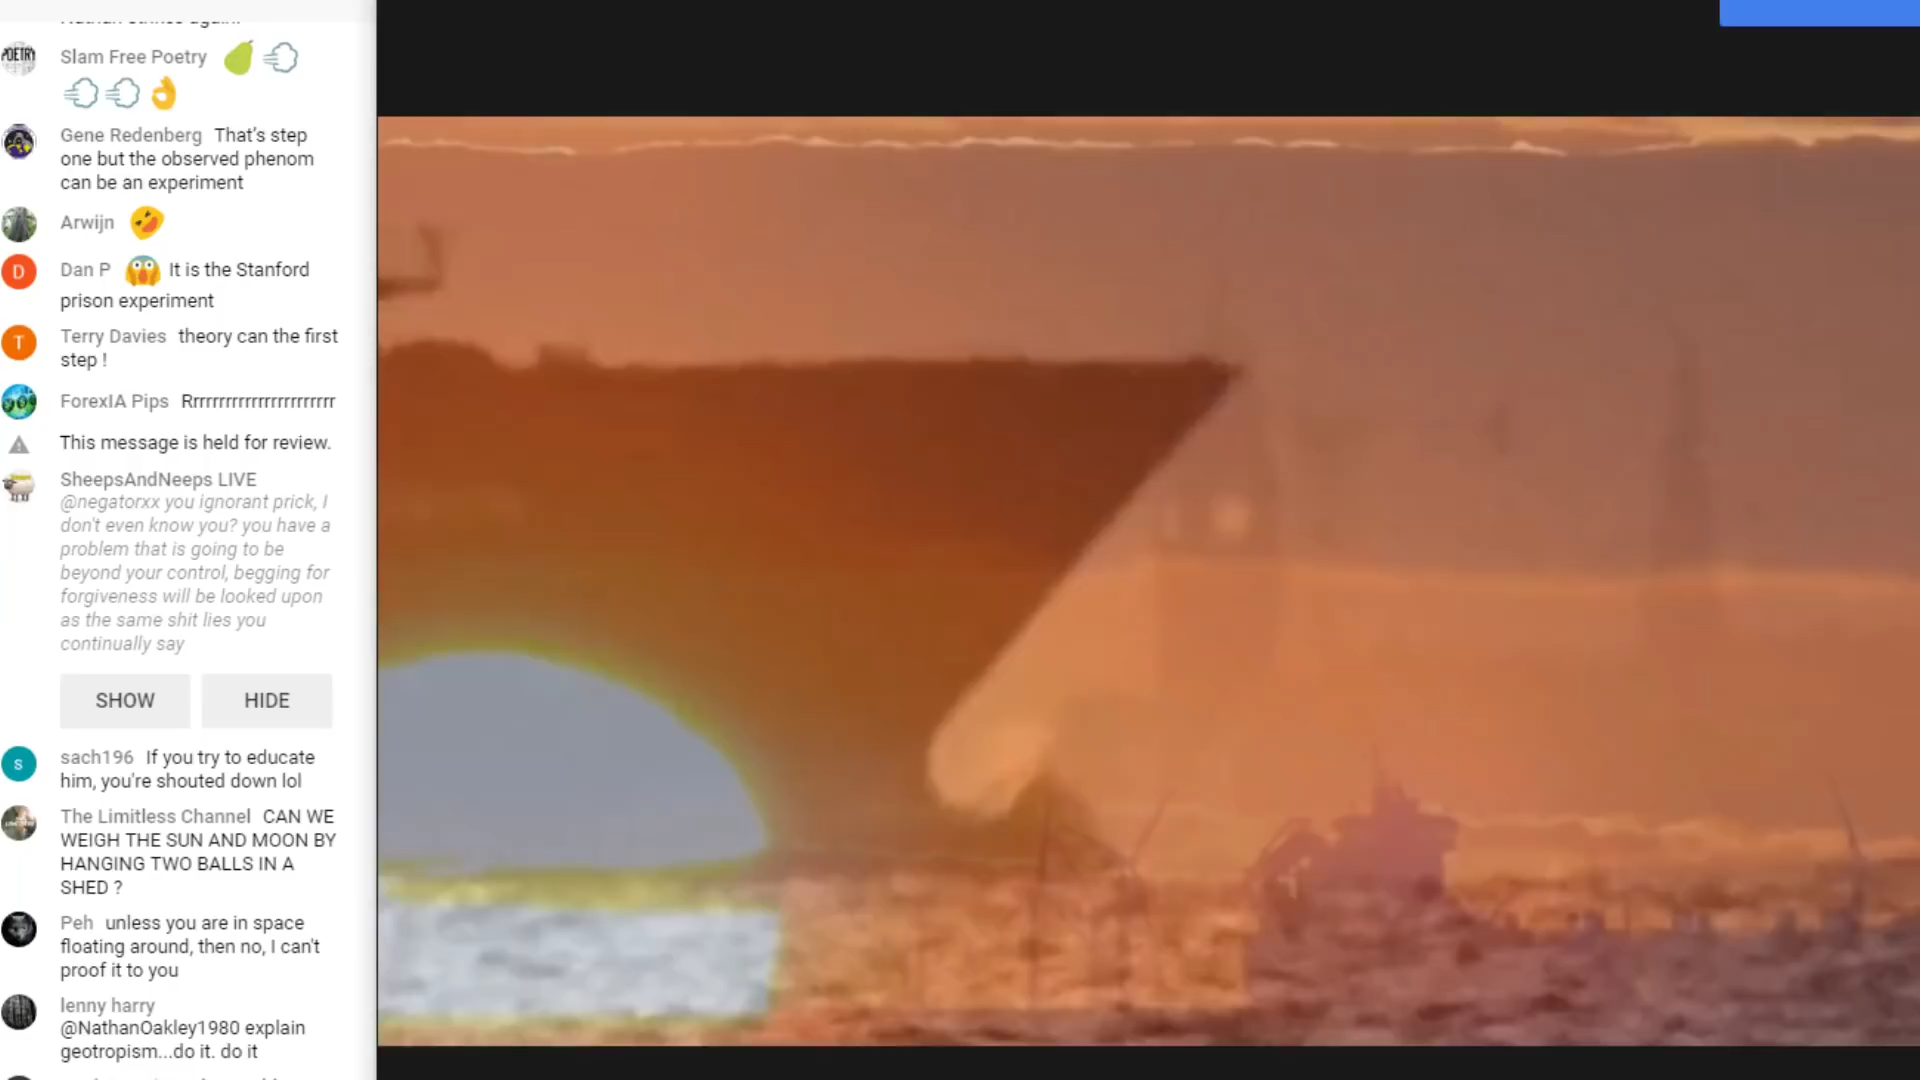 Slam Free Poetry
POETRY
Gene Redenberg That's step
one but the observed phenom
can be an experiment
Arwijn
D
Dan P It is the Stanford
prison experiment
T
Terry Davies theory can the first
step !
ForexIA Pips Rrrrrrrrrrrrrrrrrrrrrrr
This message is held for review.
SheepsAndNeeps LIVE
@negatorxx you ignorant prick, I
don't even know you? you have a
problem that is going to be
beyond your control, begging for
forgiveness will be looked upon
as the same shit lies you
continually say
SHOW HIDE
s
sach196 If you try to educate
him, you're shouted down lol
The Limitless Channel CAN WE
WEIGH THE SUN AND MOON BY
HANGING TWO BALLS IN A
SHED ?
Peh unless you are in space
floating around, then no, I can't
proof it to you
lenny harry
@NathanOakley1980 explain
geotropism...do it. do it